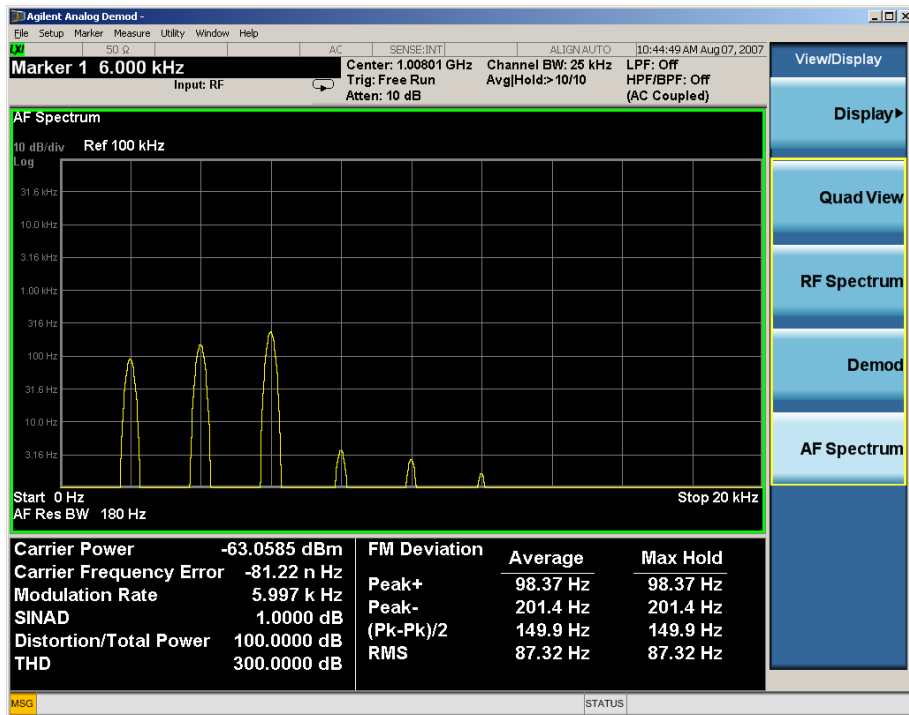 Agilent Analog Demod -
File Setup Marker Measure Utility Window Help
LXI 50 Ω AC SENSE:INT ALIGN AUTO 10:44:49 AM Aug 07, 2007
Marker 1 6.000 kHz
Input: RF
Center: 1.00801 GHz Channel BW: 25 kHz LPF: Off
Trig: Free Run Avg|Hold:>10/10 HPF/BPF: Off
Atten: 10 dB (AC Coupled)
View/Display
Display
Quad View
RF Spectrum
Demod
AF Spectrum
AF Spectrum
10 dB/div Ref 100 kHz
Log
31.6 kHz
10.0 kHz
3.16 kHz
1.00 kHz
316 Hz
100 Hz
31.6 Hz
10.0 Hz
3.16 Hz
Start 0 Hz Stop 20 kHz
AF Res BW 180 Hz
Carrier Power -63.0585 dBm
Carrier Frequency Error -81.22 n Hz
Modulation Rate 5.997 k Hz
SINAD 1.0000 dB
Distortion/Total Power 100.0000 dB
THD 300.0000 dB
FM Deviation Average Max Hold
Peak+ 98.37 Hz 98.37 Hz
Peak- 201.4 Hz 201.4 Hz
(Pk-Pk)/2 149.9 Hz 149.9 Hz
RMS 87.32 Hz 87.32 Hz
MSG STATUS